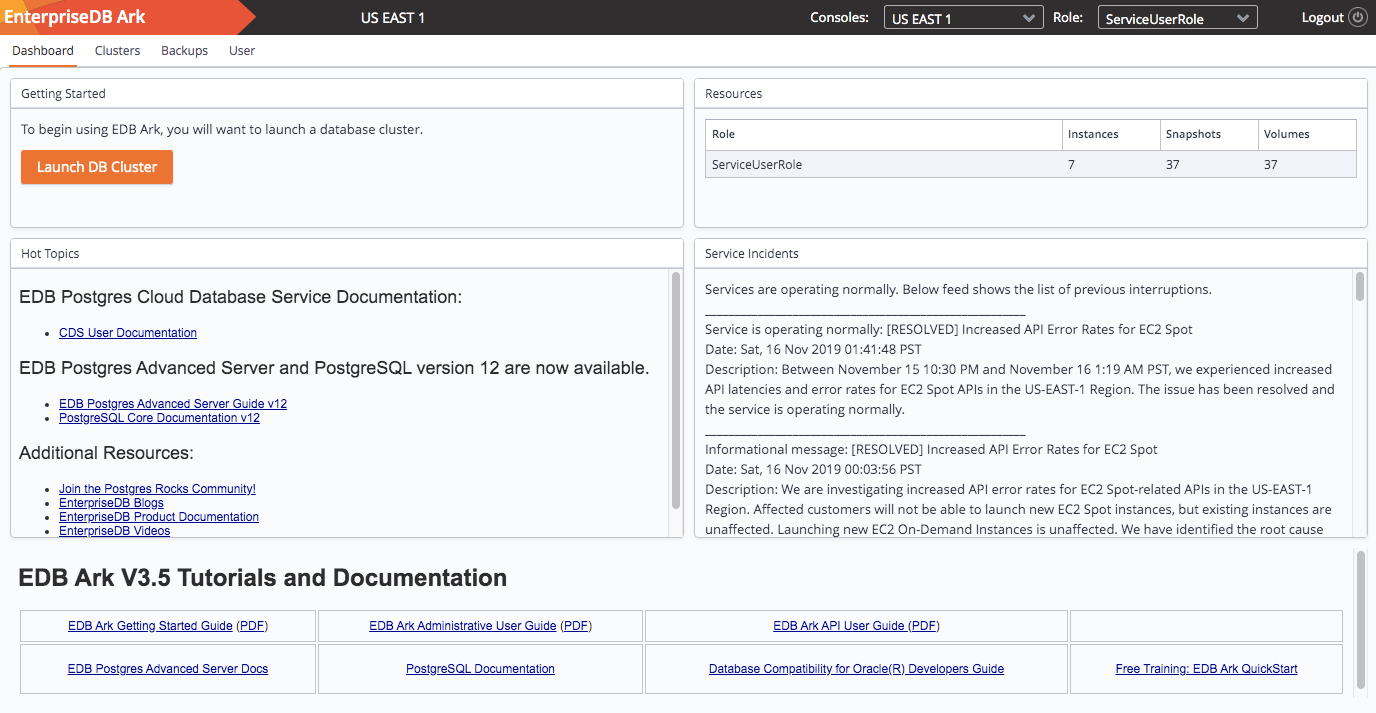 EnterpriseDB Ark
US EAST 1
Consoles:
US EAST 1
Role:
ServiceUserRole
Logout
Dashboard
Clusters
Backups
User
Getting Started
To begin using EDB Ark, you will want to launch a database cluster.
Launch DB Cluster
Resources
Role Instances Snapshots Volumes
ServiceUserRole 7 37 37
Hot Topics
EDB Postgres Cloud Database Service Documentation:
CDS User Documentation
EDB Postgres Advanced Server and PostgreSQL version 12 are now available.
EDB Postgres Advanced Server Guide v12
PostgreSQL Core Documentation v12
Additional Resources:
Join the Postgres Rocks Community!
EnterpriseDB Blogs
EnterpriseDB Product Documentation
EnterpriseDB Videos
Service Incidents
Services are operating normally. Below feed shows the list of previous interruptions.
Service is operating normally: [RESOLVED] Increased API Error Rates for EC2 Spot
Date: Sat, 16 Nov 2019 01:41:48 PST
Description: Between November 15 10:30 PM and November 16 1:19 AM PST, we experienced increased
API latencies and error rates for EC2 Spot APIs in the US-EAST-1 Region. The issue has been resolved and
the service is operating normally.
Informational message: [RESOLVED] Increased API Error Rates for EC2 Spot
Date: Sat, 16 Nov 2019 00:03:56 PST
Description: We are investigating increased API error rates for EC2 Spot-related APIs in the US-EAST-1
Region. Affected customers will not be able to launch new EC2 Spot instances, but existing instances are
unaffected. Launching new EC2 On-Demand Instances is unaffected. We have identified the root cause
EDB Ark V3.5 Tutorials and Documentation
EDB Ark Getting Started Guide (PDF)
EDB Ark Administrative User Guide (PDF)
EDB Ark API User Guide (PDF)
EDB Postgres Advanced Server Docs
PostgreSQL Documentation
Database Compatibility for Oracle(R) Developers Guide
Free Training: EDB Ark QuickStart